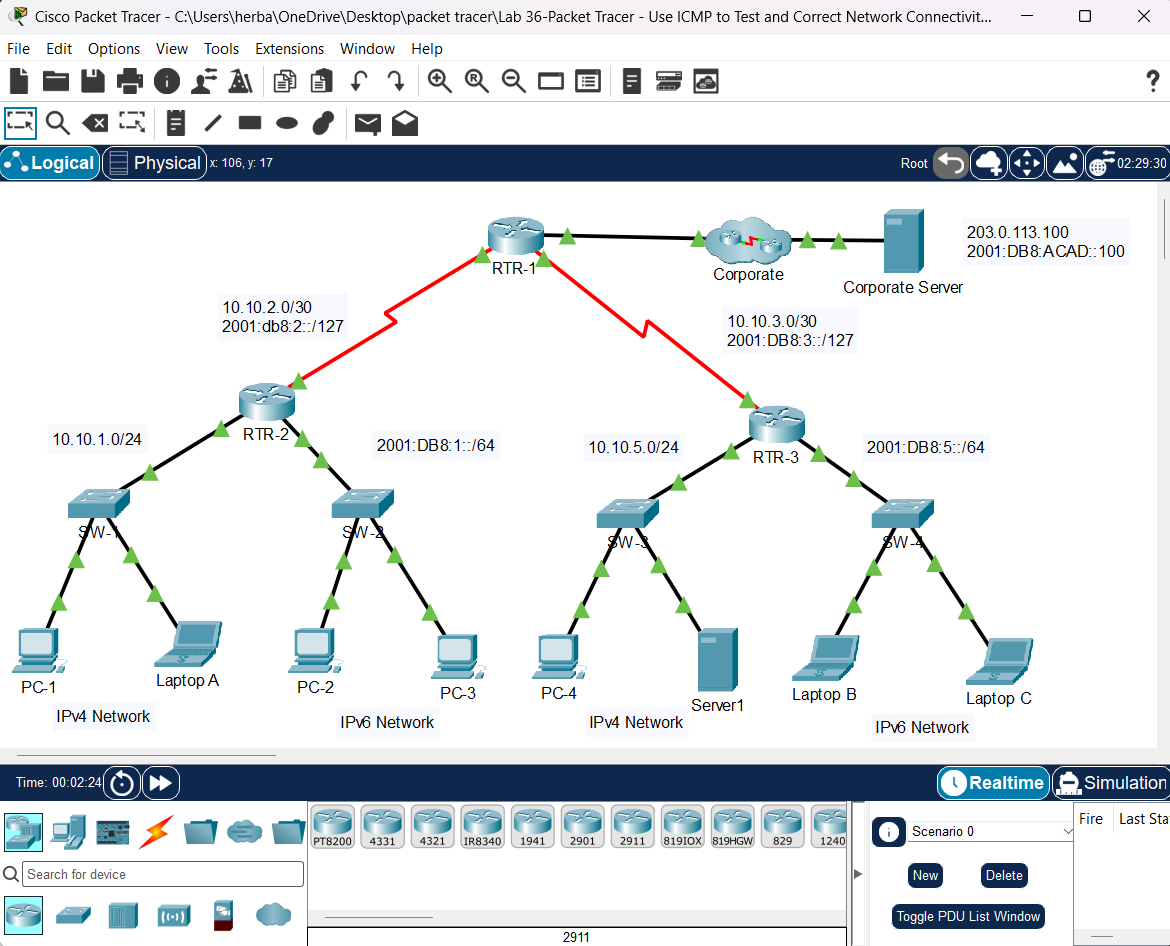 Cisco Packet Tracer - C:\Users\herba\OneDrive\Desktop\packet tracer\Lab 36-Packet Tracer - Use ICMP to Test and Correct Network Connectivit...
File Edit Options View Tools Extensions Window Help
?
Logical Physical x: 106, y: 17 Root 02:29:30
203.0.113.100
2001:DB8:ACAD::100
RTR-1
Corporate
Corporate Server
10.10.2.0/30
2001:db8:2::/127
10.10.3.0/30
2001:DB8:3::/127
RTR-2
RTR-3
10.10.1.0/24
2001:DB8:1::/64
10.10.5.0/24
2001:DB8:5::/64
SW-1
SW-2
SW-3
SW-4
PC-1
Laptop A
PC-2
PC-3
PC-4
Server1
Laptop B
Laptop C
IPv4 Network
IPv6 Network
IPv4 Network
IPv6 Network
Time: 00:02:24 Realtime Simulation
PT8200 4331 4321 IR8340 1941 2901 2911 819IOX 819HGW 829 1240
Scenario 0
Fire Last Sta
Search for device
New Delete
Toggle PDU List Window
2911